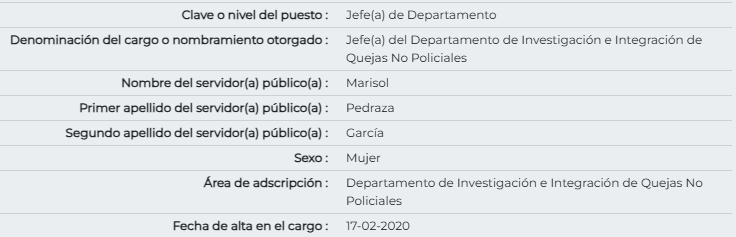 Clave o nivel del puesto : Jefe(a) de Departamento
Denominación del cargo o nombramiento otorgado : Jefe(a) del Departamento de Investigación e Integración de
Quejas No Policiales
Nombre del servidor(a) público(a) : Marisol
Primer apellido del servidor(a) público(a) : Pedraza
Segundo apellido del servidor(a) público(a) : García
Sexo : Mujer
Área de adscripción : Departamento de Investigación e Integración de Quejas No
Policiales
Fecha de alta en el cargo : 17-02-2020